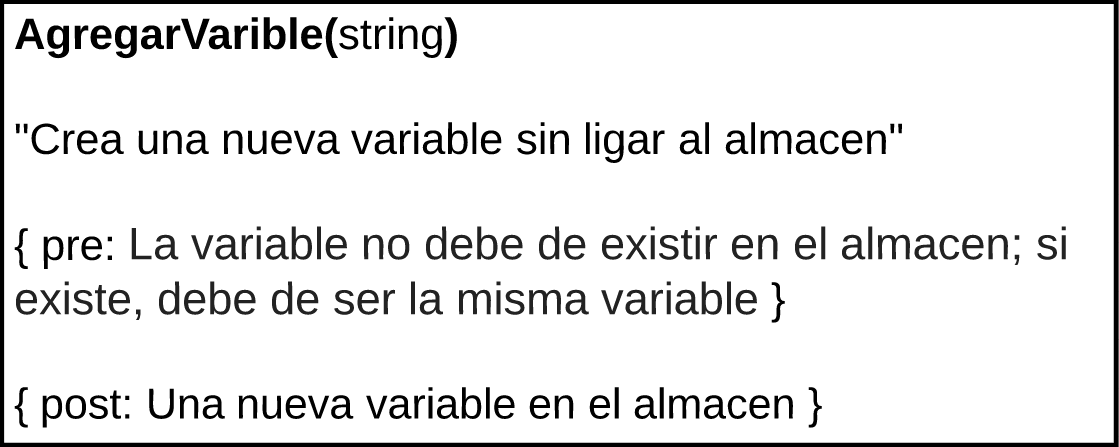 AgregarVarible(string)
"Crea una nueva variable sin ligar al almacen"
{ pre: La variable no debe de existir en el almacen; si
existe, debe de ser la misma variable }
{ post: Una nueva variable en el almacen }